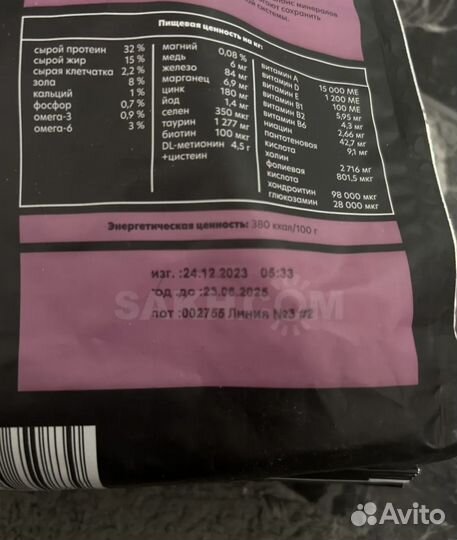 анс минералов
ют сохранить
й системы.
Пищевая ценность на кг:
сырой протеин 32 %
сырой жир 15 %
сырая клетчатка 2,2 %
зола 8 %
кальций 1 %
фосфор 0,7 %
омега-3 0,9 %
омега-6 3 %
магний 0,08 %
медь 6 мг
железо 84 мг
марганец 6,9 мг
цинк 180 мг
йод 1,4 мг
селен 350 мкг
таурин 1 277 мг
биотин 100 мкг
DL-метионин 4,5 г
+цистеин
витамин A 15 000 МЕ
витамин D 1 200 МЕ
витамин E 100 МЕ
витамин B1 5,95 мг
витамин B2 4,3 мг
витамин B6 2,66 мг
ниацин 42,7 мг
пантотеновая
кислота 9,1 мг
холин 2 716 мг
фолиевая
кислота 801,5 мкг
хондроитин 98 000 мкг
глюкозамин 28 000 мкг
Энергетическая ценность: 380 ккал/100 г
изг. :24.12.2023 05:33
год .до :23.06.2025
SAKHCOM
лот :002755 Линия №3 #2
Avito